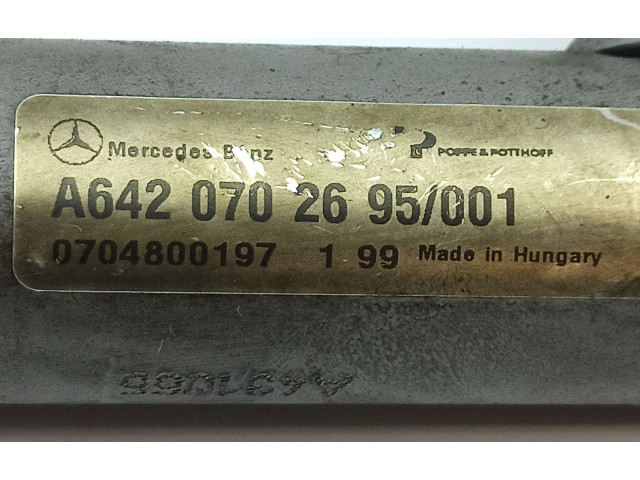 Mercedes Benz POPPE & POTTHOFF
A642 070 26 95/001
0704800197 1 99 Made in Hungary